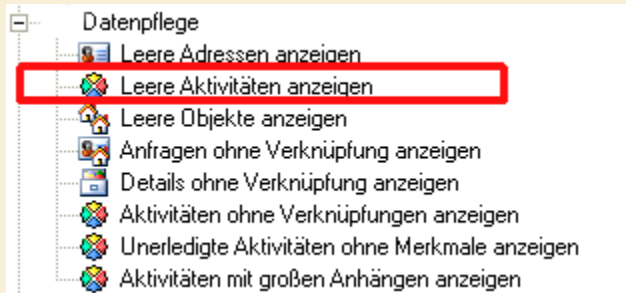 Datenpflege
Leere Adressen anzeigen
Leere Aktivitäten anzeigen
Leere Objekte anzeigen
Anfragen ohne Verknüpfung anzeigen
Details ohne Verknüpfung anzeigen
Aktivitäten ohne Verknüpfungen anzeigen
Unerledigte Aktivitäten ohne Merkmale anzeigen
Aktivitäten mit großen Anhängen anzeigen